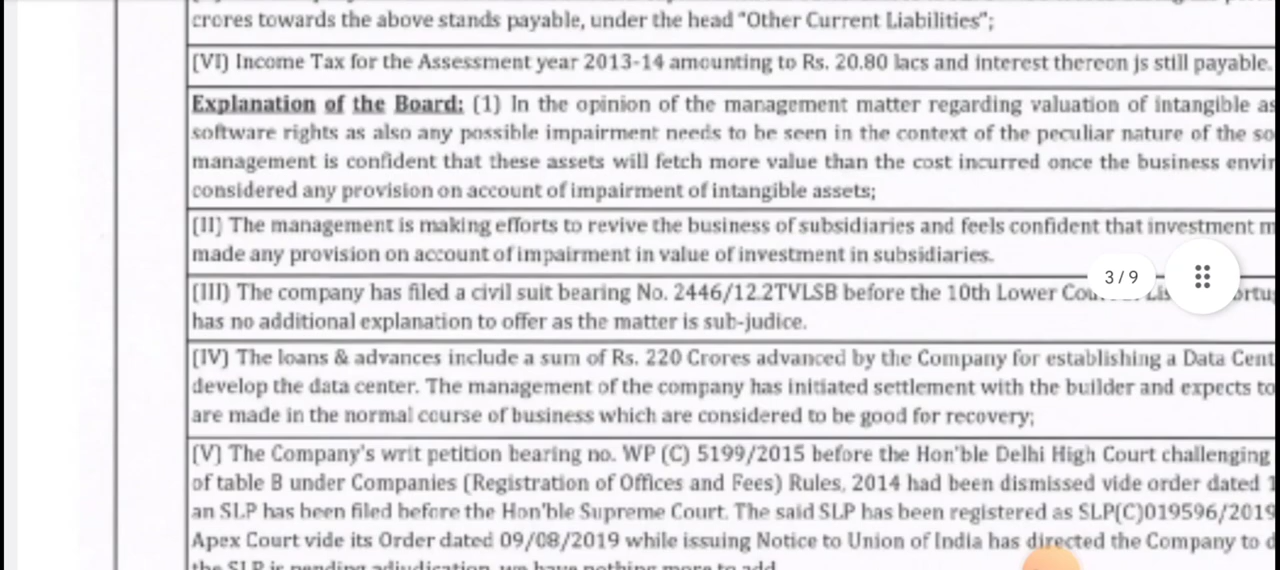 crores towards the above stands payable, under the head "Other Current Liabilities";
(VI) Income Tax for the Assessment year 2013-14 amounting to Rs. 20.80 lacs and interest thereon js still payable.
Explanation of the Board: (1) In the opinion of the management matter regarding valuation of intangible as
software rights as also any possible impairment needs to be seen in the context of the peculiar nature of the so
management is confident that these assets will fetch more value than the cost incurred once the business envir
considered any provision on account of impairment of intangible assets;
(II) The management is making efforts to revive the business of subsidiaries and feels confident that investment m
made any provision on account of impairment in value of investment in subsidiaries.
3/9
(III) The company has filed a civil suit bearing No. 2446/12.2TVLSB before the 10th Lower
has no additional explanation to offer as the matter is sub-judice.
(IV) The loans & advances include a sum of Rs. 220 Crores advanced by the Company for establishing a Data Cent
develop the data center. The management of the company has initiated settlement with the builder and expects to
are made in the normal course of business which are considered to be good for recovery;
(V) The Company's writ petition bearing no. WP (C) 5199/2015 before the Hon'ble Delhi High Court challenging
of table B under Companies (Registration of Offices and Fees) Rules, 2014 had been dismissed vide order dated 1
an SLP has been filed before the Hon'ble Supreme Court. The said SLP has been registered as SLP(C)019596/2019
Apex Court vide its Order dated 09/08/2019 while issuing Notice to Union of India has directed the Company to d
the SLP is pending adjudication, we have nothing more to add